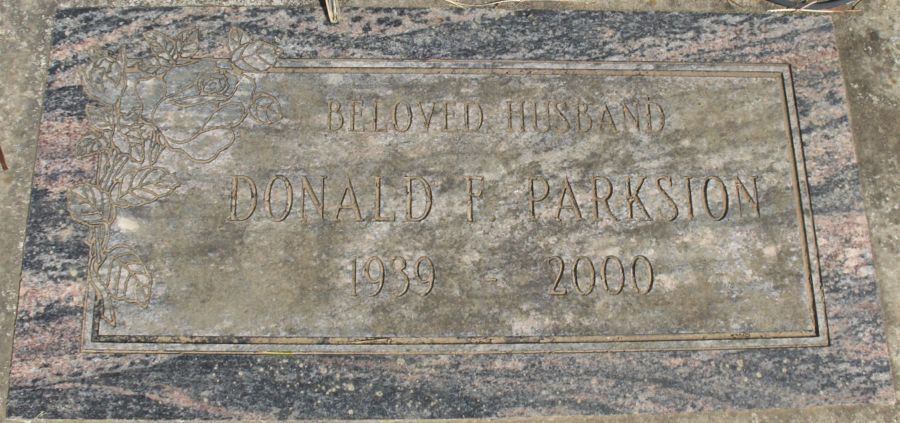 BELOVED HUSBAND
DONALD F. PARKSION
1939 - 2000